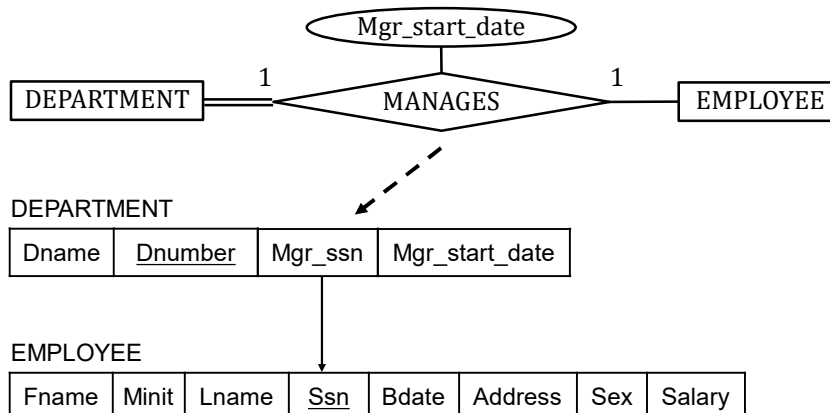 Mgr_start_date
1 1
DEPARTMENT MANAGES EMPLOYEE
DEPARTMENT
Dname Dnumber Mgr_ssn Mgr_start_date
EMPLOYEE
Fname Minit Lname Ssn Bdate Address Sex Salary